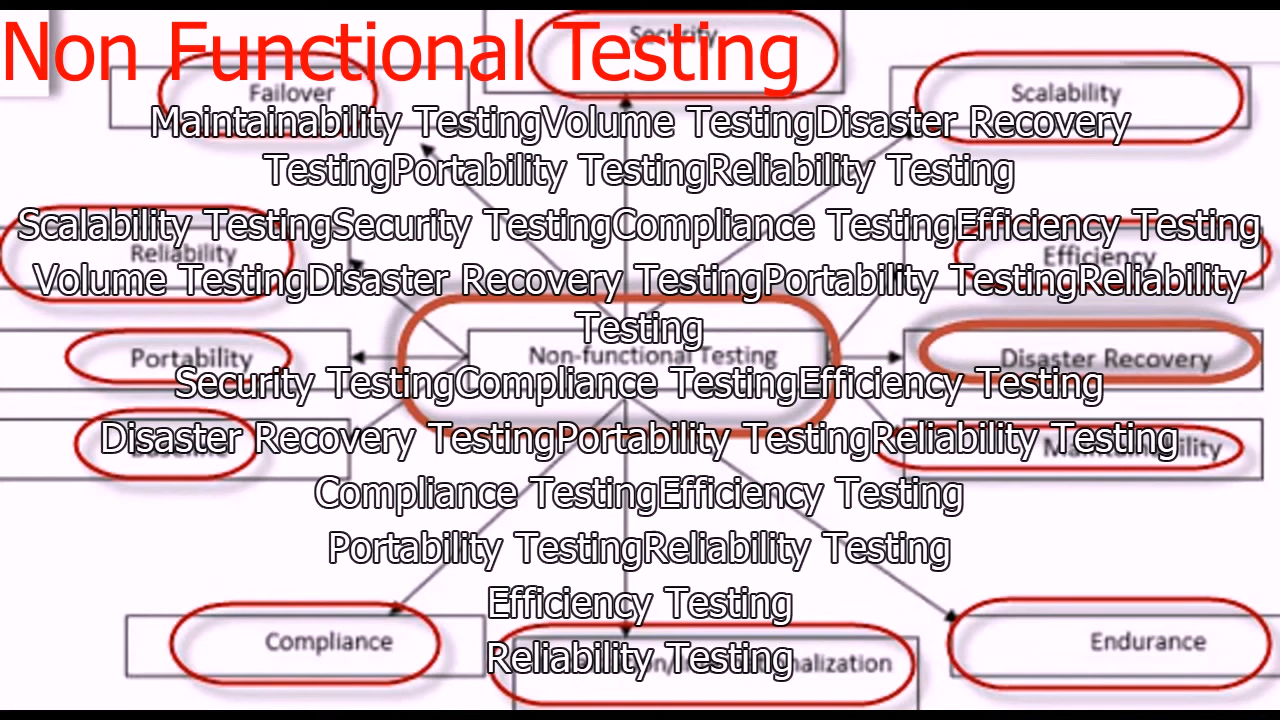 Non Functional Testing
Security
Failover
Scalability
Maintainability TestingVolume TestingDisaster Recovery
TestingPortability TestingReliability Testing
Scalability TestingSecurity TestingCompliance TestingEfficiency Testing
Reliability
Efficiency
Volume TestingDisaster Recovery TestingPortability TestingReliability
Testing
Portability
Non-functional Testing
Disaster Recovery
Security TestingCompliance TestingEfficiency Testing
Disaster Recovery TestingPortability TestingReliability Testing
Maintainability
Compliance TestingEfficiency Testing
Portability TestingReliability Testing
Efficiency Testing
Compliance
Endurance
Reliability Testing